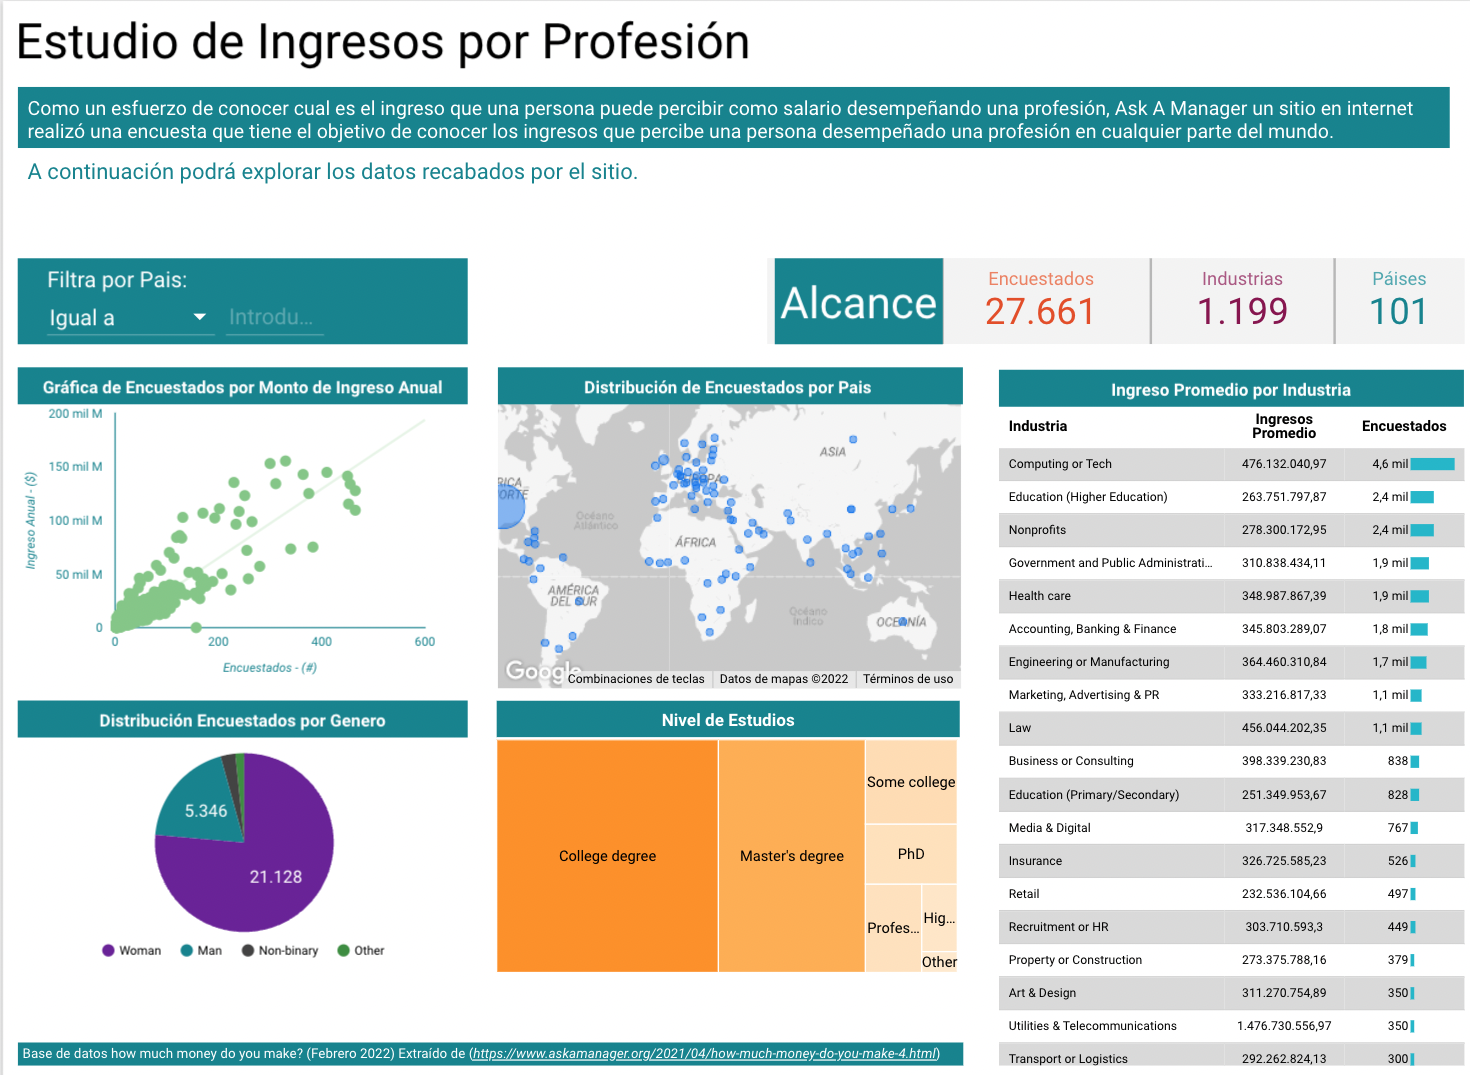 Estudio de Ingresos por Profesión
Como un esfuerzo de conocer cual es el ingreso que una persona puede percibir como salario desempeñando una profesión, Ask A Manager un sitio en internet
realizó una encuesta que tiene el objetivo de conocer los ingresos que percibe una persona desempeñado una profesión en cualquier parte del mundo.
A continuación podrá explorar los datos recabados por el sitio.
Filtra por Pais:
Igual a
Introdu...
Alcance
Encuestados
27.661
Industrias
1.199
Páises
101
Gráfica de Encuestados por Monto de Ingreso Anual
200 mil M
150 mil M
100 mil M
50 mil M
0
Ingreso Anual - ($)
0 200 400 600
Encuestados - (#)
Distribución de Encuestados por Pais
RICA
ORTE
Océano
Atlántico
EUROPA
ASIA
ÁFRICA
AMÉRICA
DEL SUR
Océano
Índico
OCEANÍA
Google
Combinaciones de teclas
Datos de mapas ©2022
Términos de uso
Distribución Encuestados por Genero
5.346
21.128
Woman Man Non-binary Other
Nivel de Estudios
College degree
Master's degree
Some college
PhD
Profes...
Hig...
Other
Ingreso Promedio por Industria
Industria Ingresos Promedio Encuestados
Computing or Tech 476.132.040,97 4,6 mil
Education (Higher Education) 263.751.797,87 2,4 mil
Nonprofits 278.300.172,95 2,4 mil
Government and Public Administrati... 310.838.434,11 1,9 mil
Health care 348.987.867,39 1,9 mil
Accounting, Banking & Finance 345.803.289,07 1,8 mil
Engineering or Manufacturing 364.460.310,84 1,7 mil
Marketing, Advertising & PR 333.216.817,33 1,1 mil
Law 456.044.202,35 1,1 mil
Business or Consulting 398.339.230,83 838
Education (Primary/Secondary) 251.349.953,67 828
Media & Digital 317.348.552,9 767
Insurance 326.725.585,23 526
Retail 232.536.104,66 497
Recruitment or HR 303.710.593,3 449
Property or Construction 273.375.788,16 379
Art & Design 311.270.754,89 350
Utilities & Telecommunications 1.476.730.556,97 350
Transport or Logistics 292.262.824,13 300
Base de datos how much money do you make? (Febrero 2022) Extraído de (https://www.askamanager.org/2021/04/how-much-money-do-you-make-4.html)